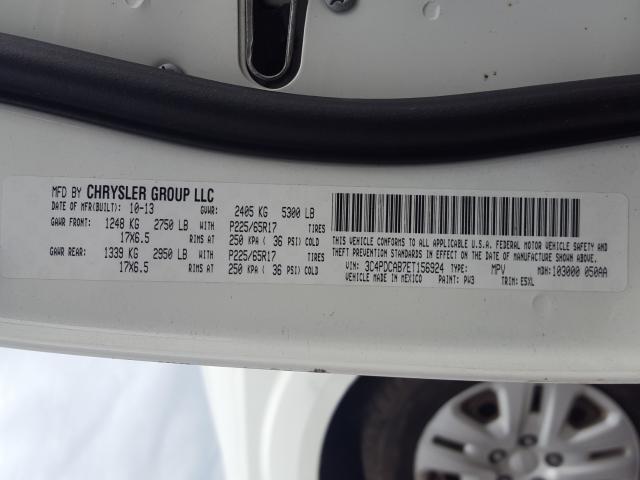 MFD BY CHRYSLER GROUP LLC
DATE OF MFR(BUILT): 10-13 GVWR: 2405 KG 5300 LB
GAWR FRONT: 1248 KG 2750 LB WITH P225/65R17 TIRES
17X6.5 RIMS AT 250 KPA ( 36 PSI) COLD
GAWR REAR: 1339 KG 2950 LB WITH P225/65R17 TIRES
17X6.5 RIMS AT 250 KPA ( 36 PSI) COLD
THIS VEHICLE CONFORMS TO ALL APPLICABLE U.S.A. FEDERAL MOTOR VEHICLE SAFETY, BUMPER AND
THEFT PREVENTION STANDARDS IN EFFECT ON THE DATE OF MANUFACTURE SHOWN ABOVE.
VIN: 3C4PDCAB7ET156924 TYPE: MPV MDH: 103000 050AA
VEHICLE MADE IN MEXICO PAINT: PW3 TRIM: E5XL